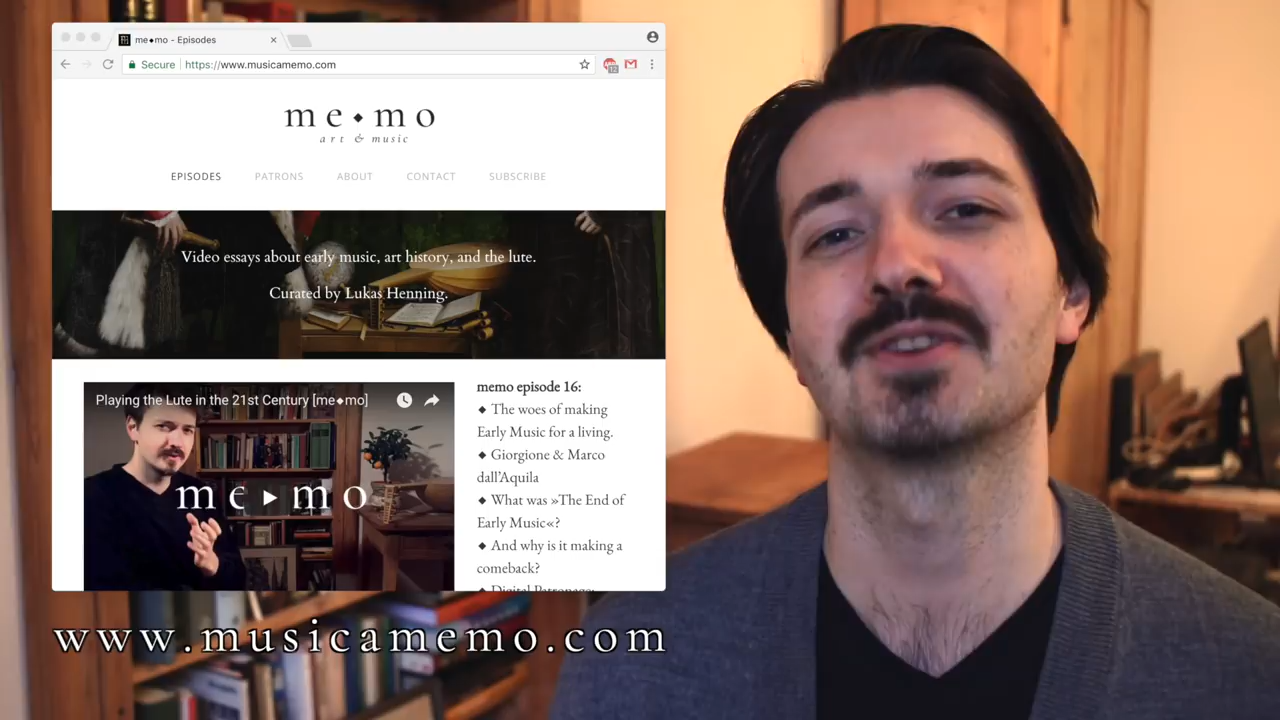 me◆mo - Episodes
Secure https://www.musicamemo.com
12
me◆mo
art & music
EPISODES PATRONS ABOUT CONTACT SUBSCRIBE
Video essays about early music, art history, and the lute.
Curated by Lukas Henning.
Playing the Lute in the 21st Century [me◆mo]
me mo
memo episode 16:
◆ The woes of making
Early Music for a living.
◆ Giorgione & Marco
dall'Aquila
◆ What was »The End of
Early Music«?
◆ And why is it making a
comeback?
◆ Digital Patronage:
www.musicamemo.com